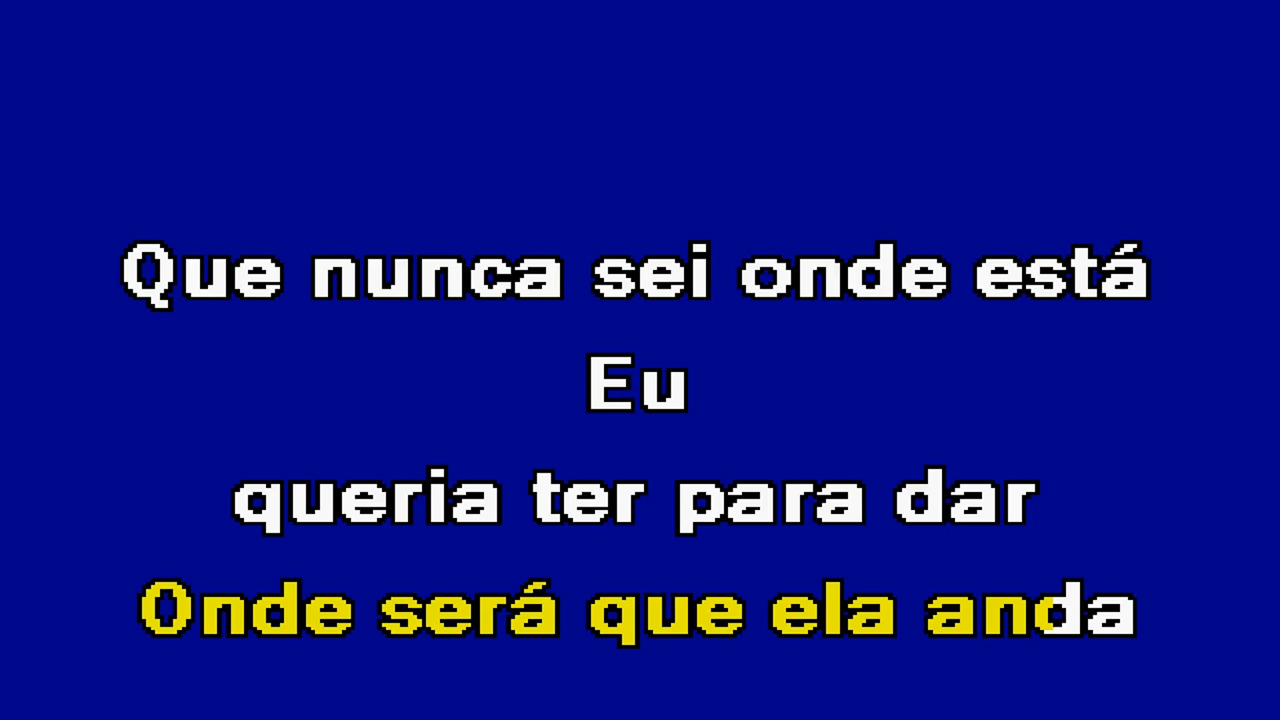 Que nunca sei onde está
Eu
queria ter para dar
Onde será que ela anda